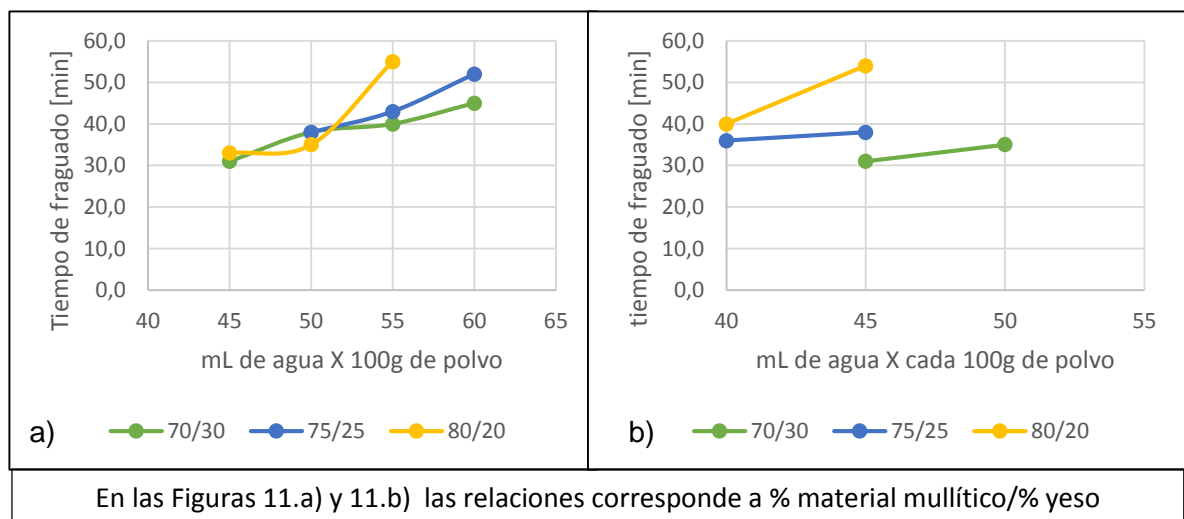 60,0
50,0
40,0
30,0
20,0
10,0
0,0
40 45 50 55 60 65
Tiempo de fraguado [min]
mL de agua X 100g de polvo
a) 70/30 75/25 80/20
60,0
50,0
40,0
30,0
20,0
10,0
0,0
40 45 50 55
tiempo de fraguado [min]
mL de agua X cada 100g de polvo
b) 70/30 75/25 80/20
En las Figuras 11.a) y 11.b) las relaciones corresponde a % material mullítico/% yeso